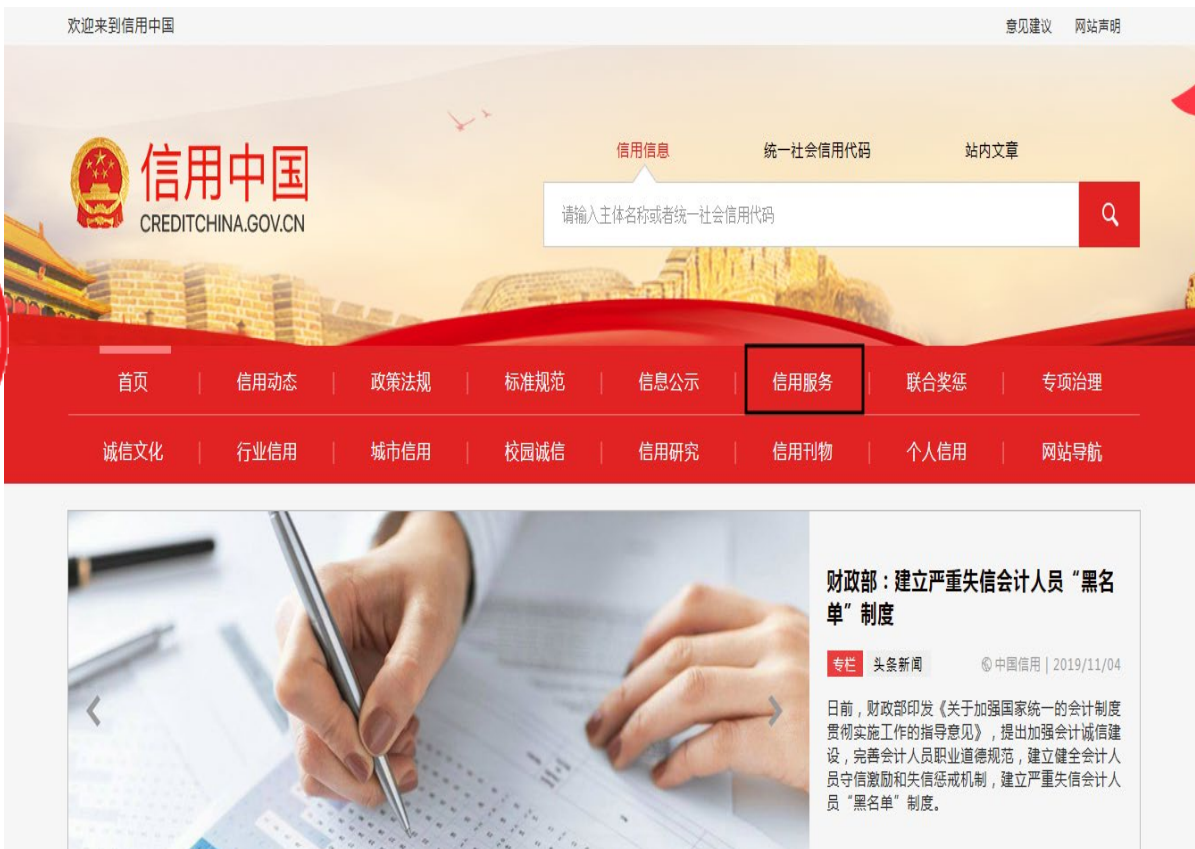 欢迎来到信用中国
意见建议 网站声明
信用信息 统一社会信用代码 站内文章
信用中国
CREDITCHINA.GOV.CN
请输入主体名称或者统一社会信用代码
首页 信用动态 政策法规 标准规范 信息公示 信用服务 联合奖惩 专项治理
诚信文化 行业信用 城市信用 校园诚信 信用研究 信用刊物 个人信用 网站导航
财政部：建立严重失信会计人员“黑名
单”制度
专栏 头条新闻 中国信用 | 2019/11/04
日前，财政部印发《关于加强国家统一的会计制度
贯彻实施工作的指导意见》，提出加强会计诚信建
设，完善会计人员职业道德规范，建立健全会计人
员守信激励和失信惩戒机制，建立严重失信会计人
员“黑名单”制度。